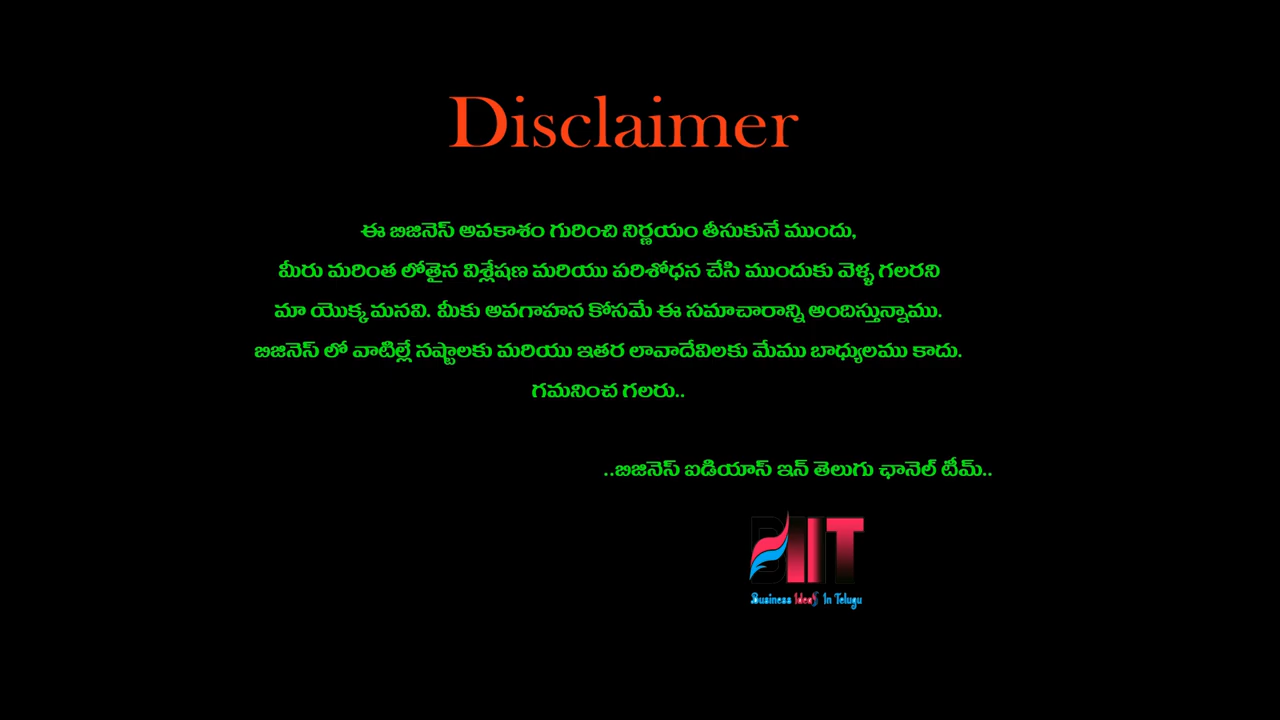 Disclaimer
ఈ బిజినెస్ అవకాశం గురించి నిర్ణయం తీసుకునే ముందు,
మీరు మరింత లోతైన విశ్లేషణ మరియు పరిశోధన చేసి ముందుకు వెళ్ళ గలరని
మా యొక్క మనవి. మీకు అవగాహన కోసమే ఈ సమాచారాన్ని అందిస్తున్నాము.
బిజినెస్ లో వాటిల్లే నష్టాలకు మరియు ఇతర లావాదేవిలకు మేము బాధ్యులము కాదు.
గమనించ గలరు..
..బిజినెస్ ఐడియాస్ ఇన్ తెలుగు ఛానెల్ టీమ్..
BIIT
Business IdeaS In Telugu